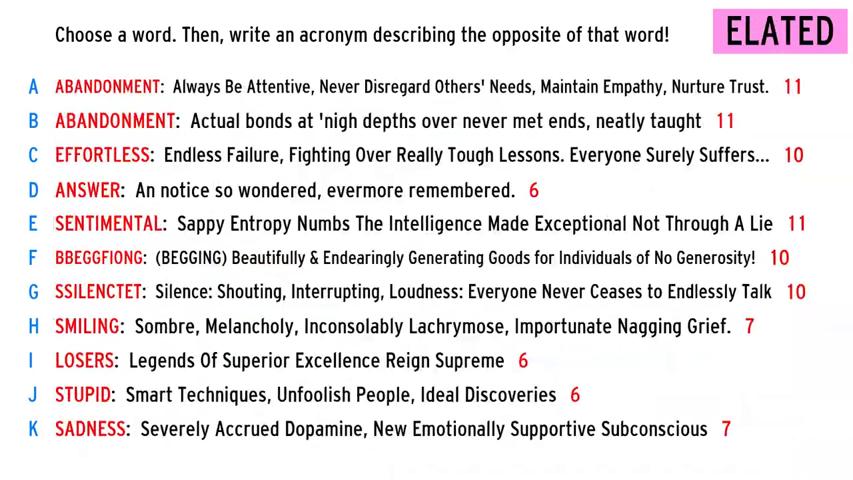 Choose a word. Then, write an acronym describing the opposite of that word!
ELATED
A ABANDONMENT: Always Be Attentive, Never Disregard Others' Needs, Maintain Empathy, Nurture Trust. 11
B ABANDONMENT: Actual bonds at 'nigh depths over never met ends, neatly taught 11
C EFFORTLESS: Endless Failure, Fighting Over Really Tough Lessons. Everyone Surely Suffers... 10
D ANSWER: An notice so wondered, evermore remembered. 6
E SENTIMENTAL: Sappy Entropy Numbs The Intelligence Made Exceptional Not Through A Lie 11
F BBEGGFIONG: (BEGGING) Beautifully & Endearingly Generating Goods for Individuals of No Generosity! 10
G SSILENCTET: Silence: Shouting, Interrupting, Loudness: Everyone Never Ceases to Endlessly Talk 10
H SMILING: Sombre, Melancholy, Inconsolably Lachrymose, Importunate Nagging Grief. 7
I LOSERS: Legends Of Superior Excellence Reign Supreme 6
J STUPID: Smart Techniques, Unfoolish People, Ideal Discoveries 6
K SADNESS: Severely Accrued Dopamine, New Emotionally Supportive Subconscious 7